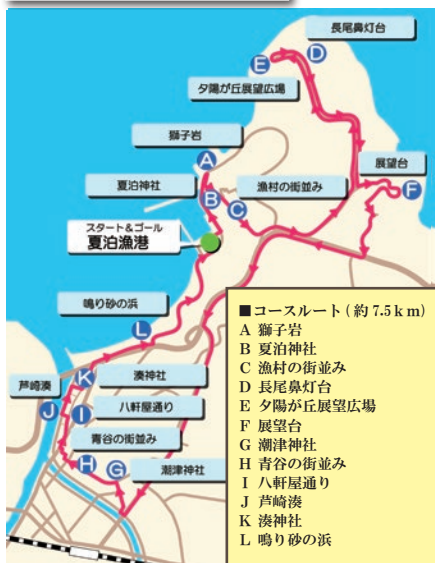 長尾鼻灯台
E
D
夕陽が丘展望広場
獅子岩
展望台
A
夏泊神社
漁村の街並み
F
B
C
スタート&ゴール
夏泊漁港
鳴り砂の浜
L
芦崎湊
K
湊神社
J
I
八軒屋通り
青谷の街並み
H
G
潮津神社
■コースルート(約7.5km)
A 獅子岩
B 夏泊神社
C 漁村の街並み
D 長尾鼻灯台
E 夕陽が丘展望広場
F 展望台
G 潮津神社
H 青谷の街並み
I 八軒屋通り
J 芦崎湊
K 湊神社
L 鳴り砂の浜